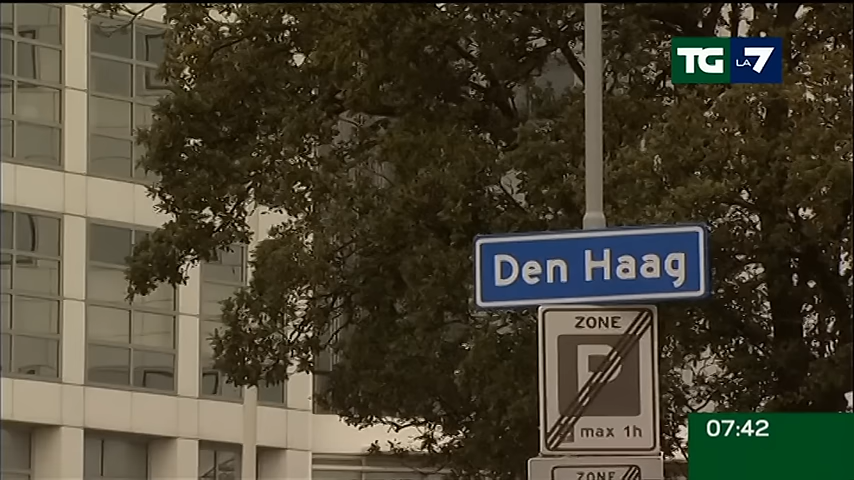 TG LA 7
Den Haag
ZONE
P
max 1h
ZONE
07:42